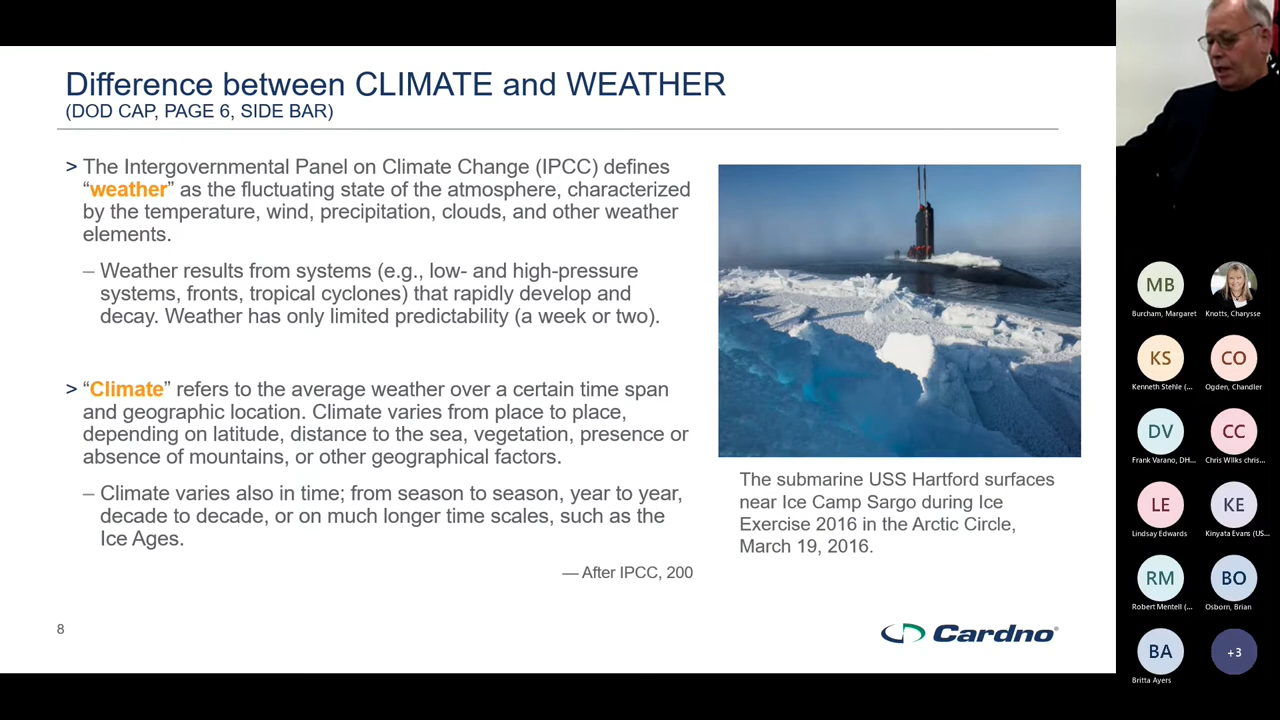 Difference between CLIMATE and WEATHER
(DOD CAP, PAGE 6, SIDE BAR)
> The Intergovernmental Panel on Climate Change (IPCC) defines
“weather” as the fluctuating state of the atmosphere, characterized
by the temperature, wind, precipitation, clouds, and other weather
elements.
– Weather results from systems (e.g., low- and high-pressure
systems, fronts, tropical cyclones) that rapidly develop and
decay. Weather has only limited predictability (a week or two).
> “Climate” refers to the average weather over a certain time span
and geographic location. Climate varies from place to place,
depending on latitude, distance to the sea, vegetation, presence or
absence of mountains, or other geographical factors.
– Climate varies also in time; from season to season, year to year,
decade to decade, or on much longer time scales, such as the
Ice Ages.
— After IPCC, 200
The submarine USS Hartford surfaces
near Ice Camp Sargo during Ice
Exercise 2016 in the Arctic Circle,
March 19, 2016.
8
Cardno®
MB
Burcham, Margaret
Knotts, Charysse
KS
Kenneth Stehle (...
CO
Ogden, Chandler
DV
Frank Varano, DH...
CC
Chris Wilks chris...
LE
Lindsay Edwards
KE
Kinyata Evans (US...
RM
Robert Mentell (...
BO
Osborn, Brian
BA
Britta Ayers
+3